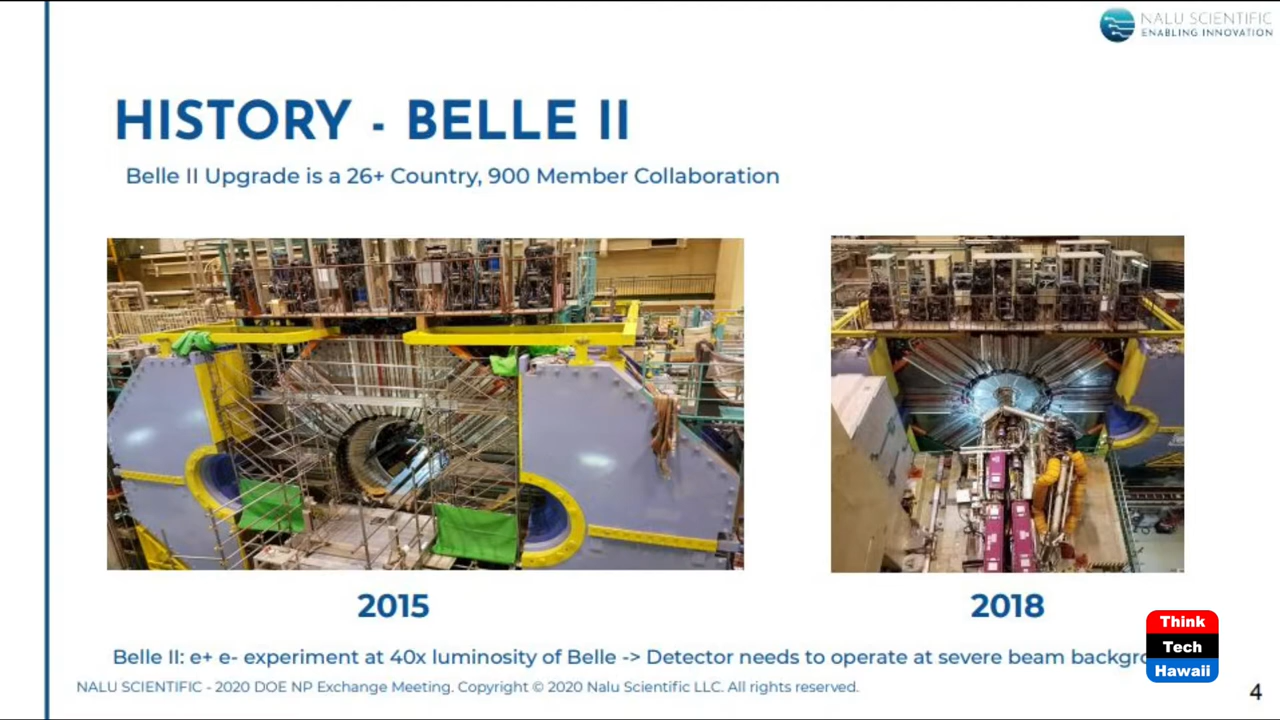 NALU SCIENTIFIC
ENABLING INNOVATION
HISTORY - BELLE II
Belle II Upgrade is a 26+ Country, 900 Member Collaboration
2015
2018
Belle II: e+ e- experiment at 40x luminosity of Belle -> Detector needs to operate at severe beam
NALU SCIENTIFIC - 2020 DOE NP Exchange Meeting. Copyright © 2020 Nalu Scientific LLC. All rights reserved.
Think
Tech
Hawaii
4